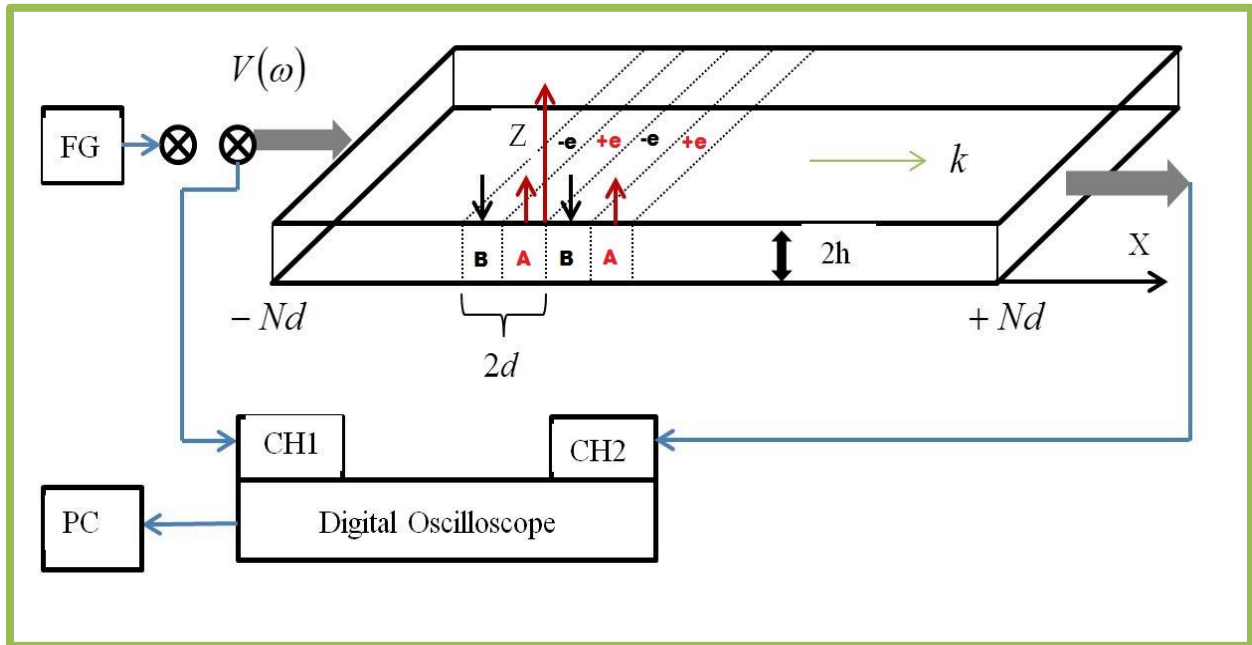 V(ω)
FG
Z
-e +e -e +e
k
B A B A
2h
X
− Nd
+ Nd
2d
CH1
CH2
PC
Digital Oscilloscope